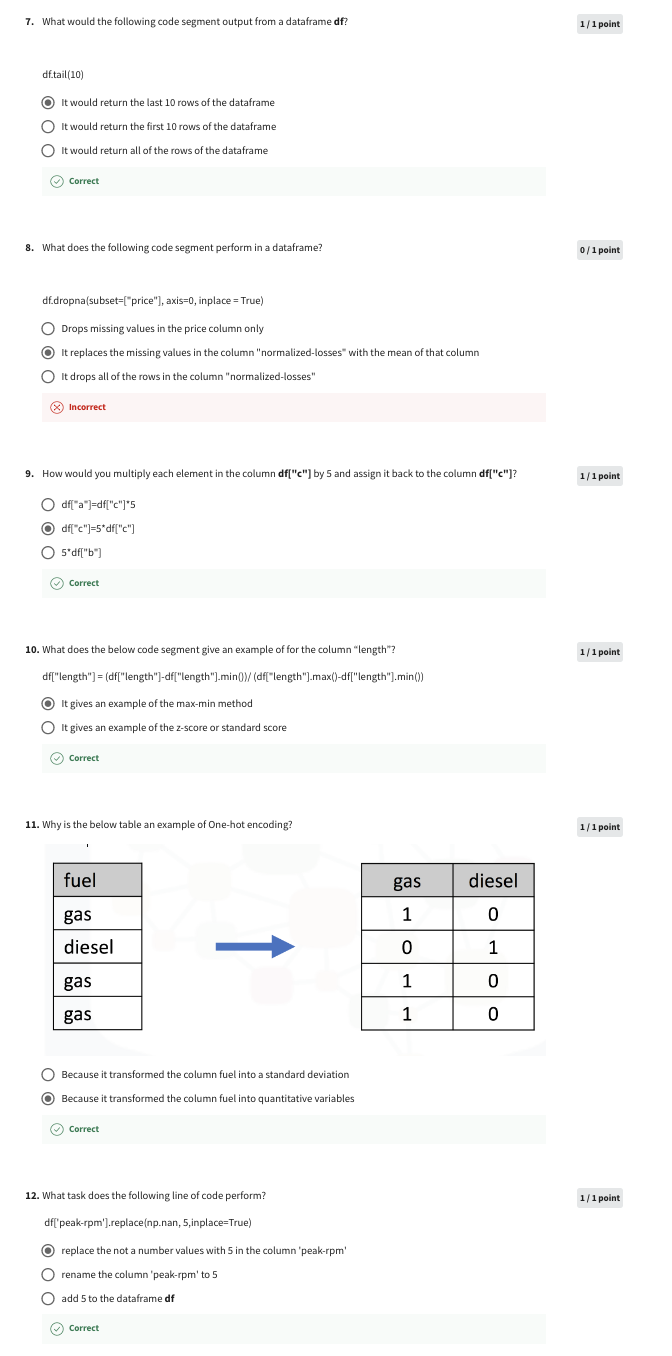 7. What would the following code segment output from a dataframe df?
1 / 1 point
df.tail(10)
It would return the last 10 rows of the dataframe
It would return the first 10 rows of the dataframe
It would return all of the rows of the dataframe
Correct
8. What does the following code segment perform in a dataframe?
0 / 1 point
df.dropna(subset=["price"], axis=0, inplace = True)
Drops missing values in the price column only
It replaces the missing values in the column "normalized-losses" with the mean of that column
It drops all of the rows in the column "normalized-losses"
Incorrect
9. How would you multiply each element in the column df["c"] by 5 and assign it back to the column df["c"]?
1 / 1 point
df["a"]=df["c"]*5
df["c"]=5*df["c"]
5*df["b"]
Correct
10. What does the below code segment give an example of for the column “length”?
1 / 1 point
df["length"] = (df["length"]-df["length"].min())/ (df["length"].max()-df["length"].min())
It gives an example of the max-min method
It gives an example of the z-score or standard score
Correct
11. Why is the below table an example of One-hot encoding?
1 / 1 point
fuel
gas
diesel
gas
gas
gas diesel
1 0
0 1
1 0
1 0
Because it transformed the column fuel into a standard deviation
Because it transformed the column fuel into quantitative variables
Correct
12. What task does the following line of code perform?
1 / 1 point
df['peak-rpm'].replace(np.nan, 5,inplace=True)
replace the not a number values with 5 in the column 'peak-rpm'
rename the column 'peak-rpm' to 5
add 5 to the dataframe df
Correct